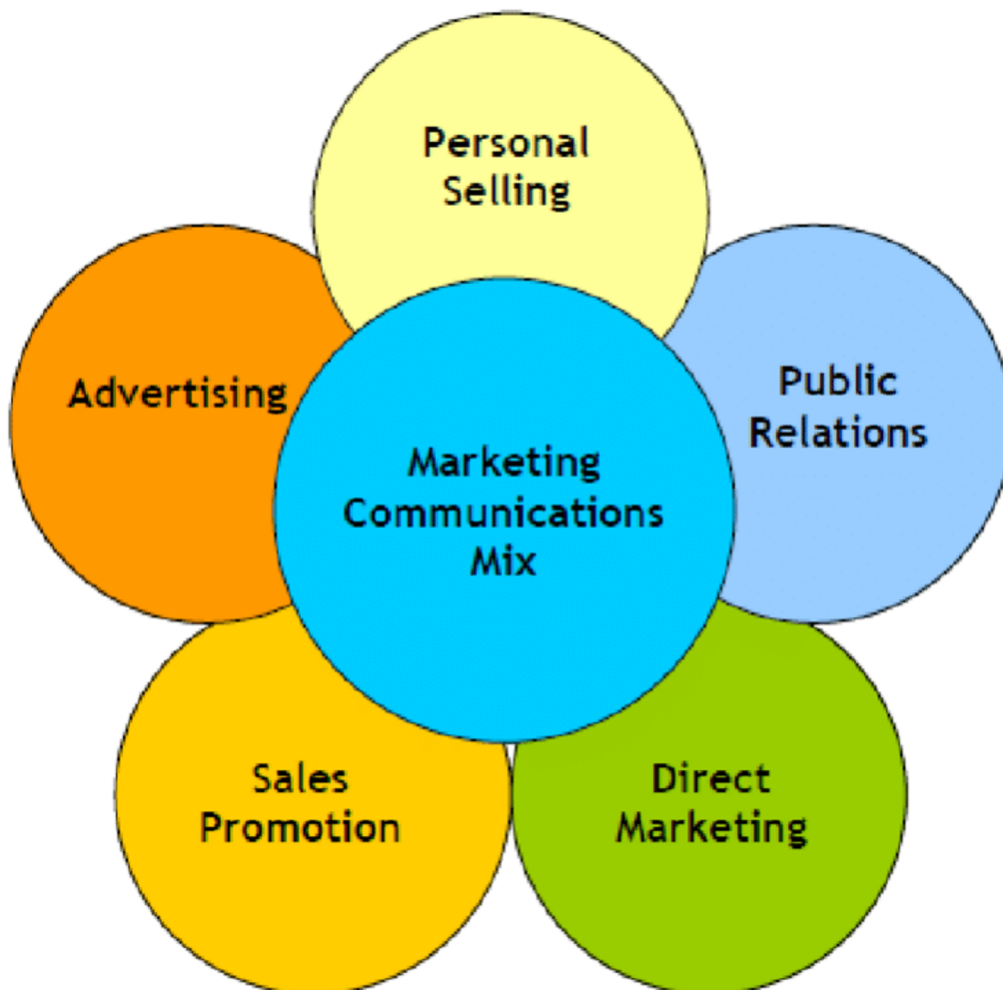 Personal
Selling
Advertising
Public
Relations
Marketing
Communications
Mix
Sales
Promotion
Direct
Marketing